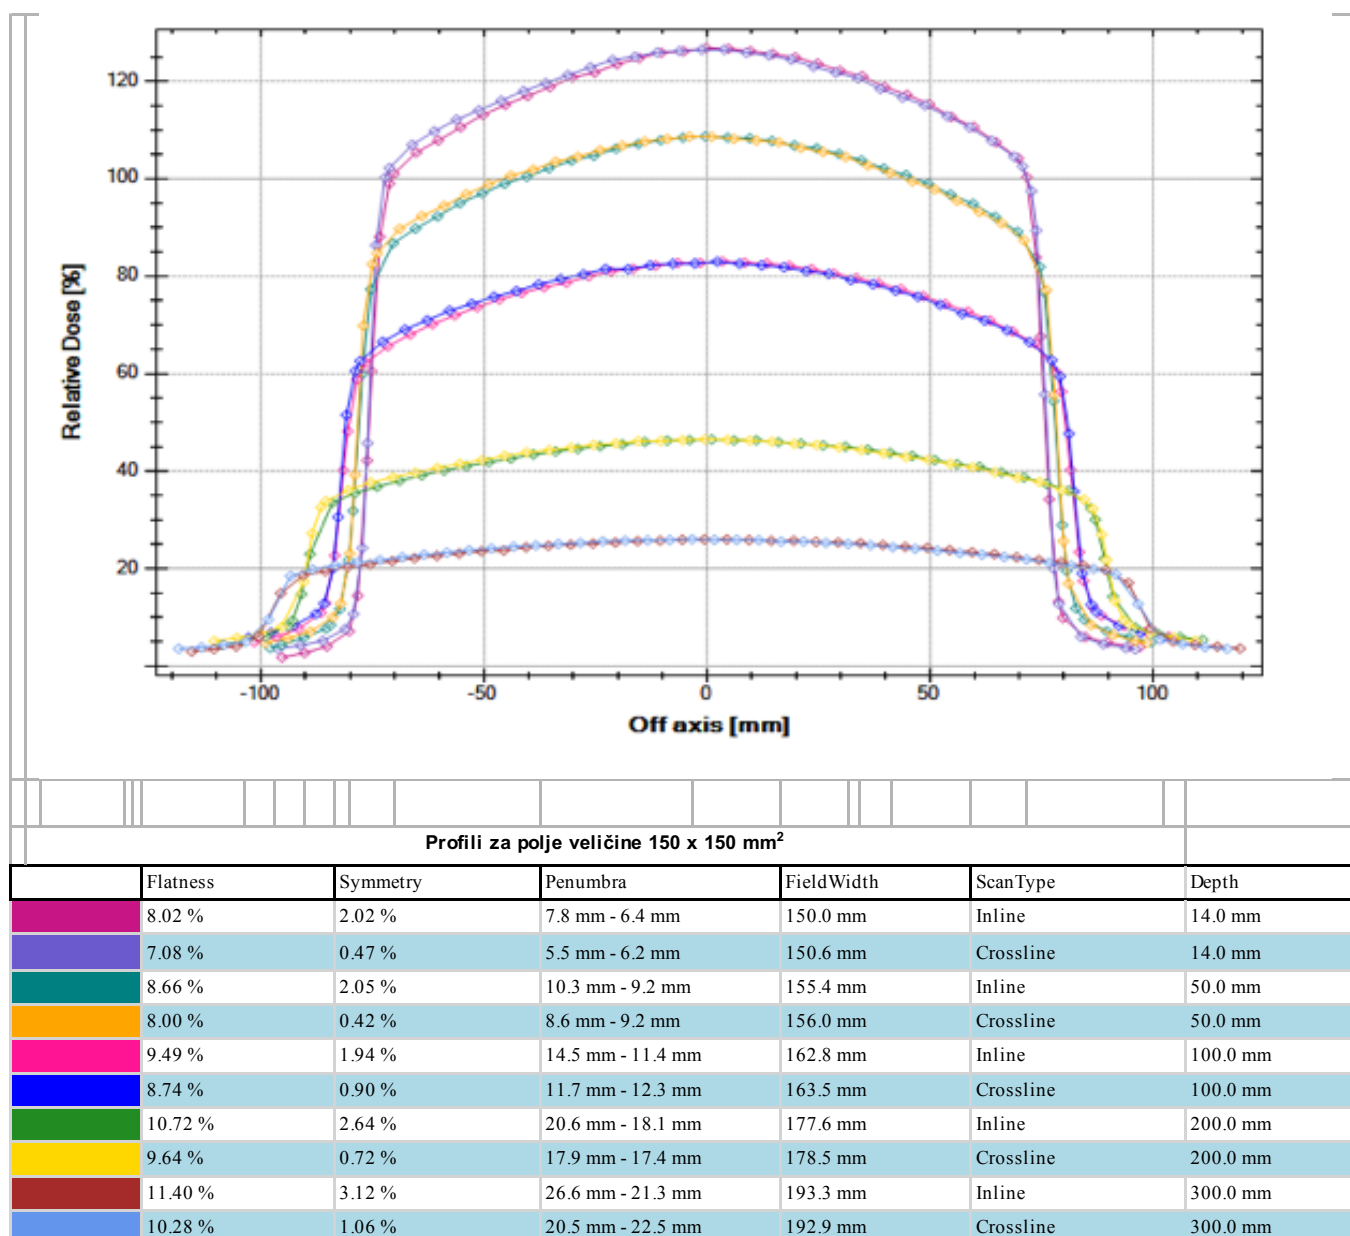 120
100
80
60
40
20
Relative Dose [%]
-100 -50 0 50 100
Off axis [mm]
Profili za polje veličine 150 x 150 mm²
Flatness Symmetry Penumbra FieldWidth ScanType Depth
8.02 % 2.02 % 7.8 mm - 6.4 mm 150.0 mm Inline 14.0 mm
7.08 % 0.47 % 5.5 mm - 6.2 mm 150.6 mm Crossline 14.0 mm
8.66 % 2.05 % 10.3 mm - 9.2 mm 155.4 mm Inline 50.0 mm
8.00 % 0.42 % 8.6 mm - 9.2 mm 156.0 mm Crossline 50.0 mm
9.49 % 1.94 % 14.5 mm - 11.4 mm 162.8 mm Inline 100.0 mm
8.74 % 0.90 % 11.7 mm - 12.3 mm 163.5 mm Crossline 100.0 mm
10.72 % 2.64 % 20.6 mm - 18.1 mm 177.6 mm Inline 200.0 mm
9.64 % 0.72 % 17.9 mm - 17.4 mm 178.5 mm Crossline 200.0 mm
11.40 % 3.12 % 26.6 mm - 21.3 mm 193.3 mm Inline 300.0 mm
10.28 % 1.06 % 20.5 mm - 22.5 mm 192.9 mm Crossline 300.0 mm